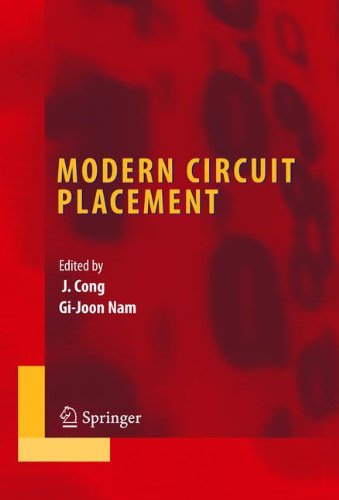 MODERN CIRCUIT
PLACEMENT
Edited by
J. Cong
Gi-Joon Nam
Springer